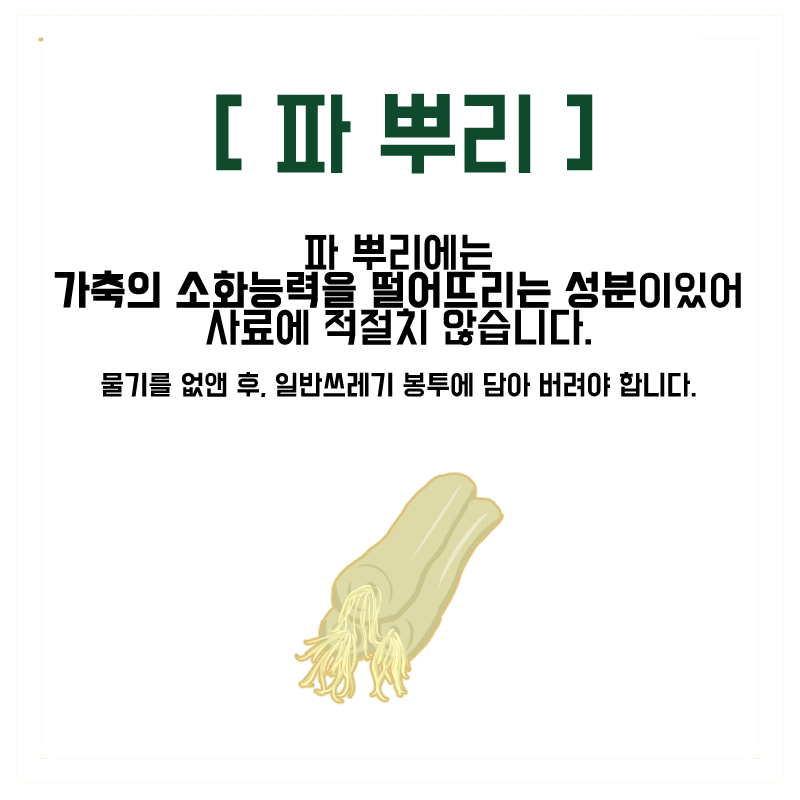 [ 파 뿌리 ]
파 뿌리에는
가축의 소화능력을 떨어뜨리는 성분이있어
사료에 적절치 않습니다.
물기를 없앤 후, 일반쓰레기 봉투에 담아 버려야 합니다.